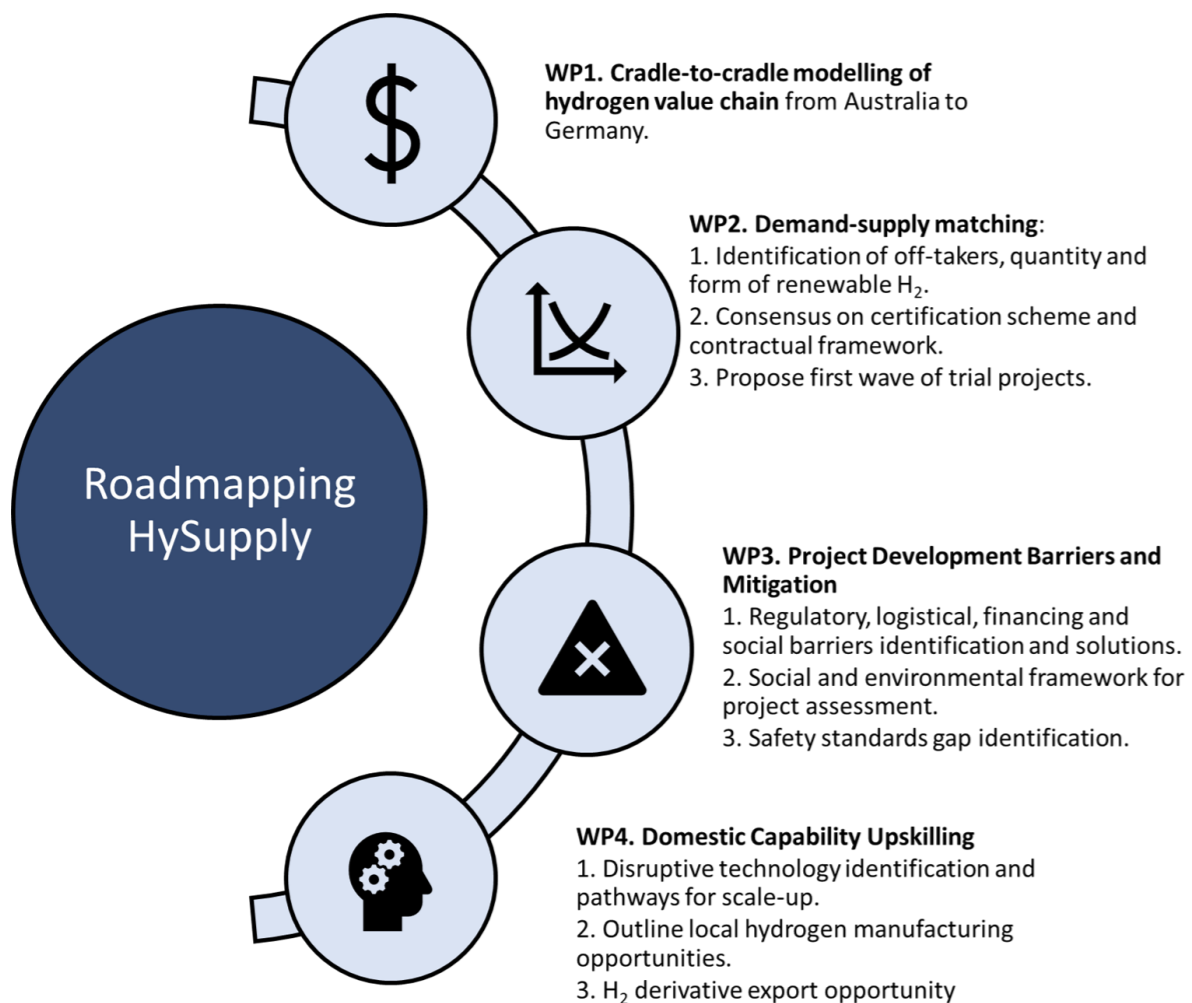 WP1. Cradle-to-cradle modelling of
hydrogen value chain from Australia to
Germany.
WP2. Demand-supply matching:
1. Identification of off-takers, quantity and
form of renewable H₂.
2. Consensus on certification scheme and
contractual framework.
3. Propose first wave of trial projects.
Roadmapping
HySupply
WP3. Project Development Barriers and
Mitigation
1. Regulatory, logistical, financing and
social barriers identification and solutions.
2. Social and environmental framework for
project assessment.
3. Safety standards gap identification.
WP4. Domestic Capability Upskilling
1. Disruptive technology identification and
pathways for scale-up.
2. Outline local hydrogen manufacturing
opportunities.
3. H₂ derivative export opportunity